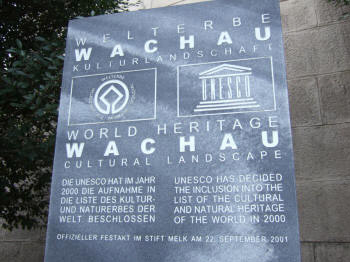 WELTERBE
WACHAU
KULTURLANDSCHAFT
UNESCO
WORLD HERITAGE
WACHAU
CULTURAL LANDSCAPE
DIE UNESCO HAT IM JAHR
2000 DIE AUFNAHME IN
DIE LISTE DES KULTUR-
UND NATURERBES DER
WELT BESCHLOSSEN
UNESCO HAS DECIDED
THE INCLUSION INTO THE
LIST OF THE CULTURAL
AND NATURAL HERITAGE
OF THE WORLD IN 2000
OFFIZIELLER FESTAKT IM STIFT MELK AM 22. SEPTEMBER 2001